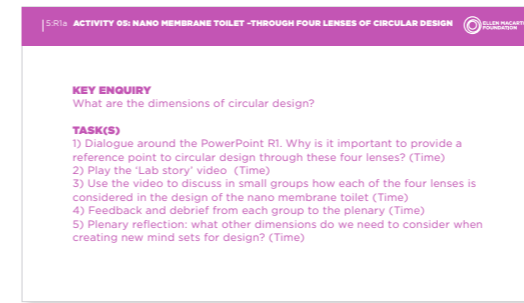 5:R1a ACTIVITY 05: NANO MEMBRANE TOILET –THROUGH FOUR LENSES OF CIRCULAR DESIGN
ELLEN MACART
FOUNDATION
KEY ENQUIRY
What are the dimensions of circular design?
TASK(S)
1) Dialogue around the PowerPoint R1. Why is it important to provide a
reference point to circular design through these four lenses? (Time)
2) Play the ‘Lab story’ video (Time)
3) Use the video to discuss in small groups how each of the four lenses is
considered in the design of the nano membrane toilet (Time)
4) Feedback and debrief from each group to the plenary (Time)
5) Plenary reflection: what other dimensions do we need to consider when
creating new mind sets for design? (Time)